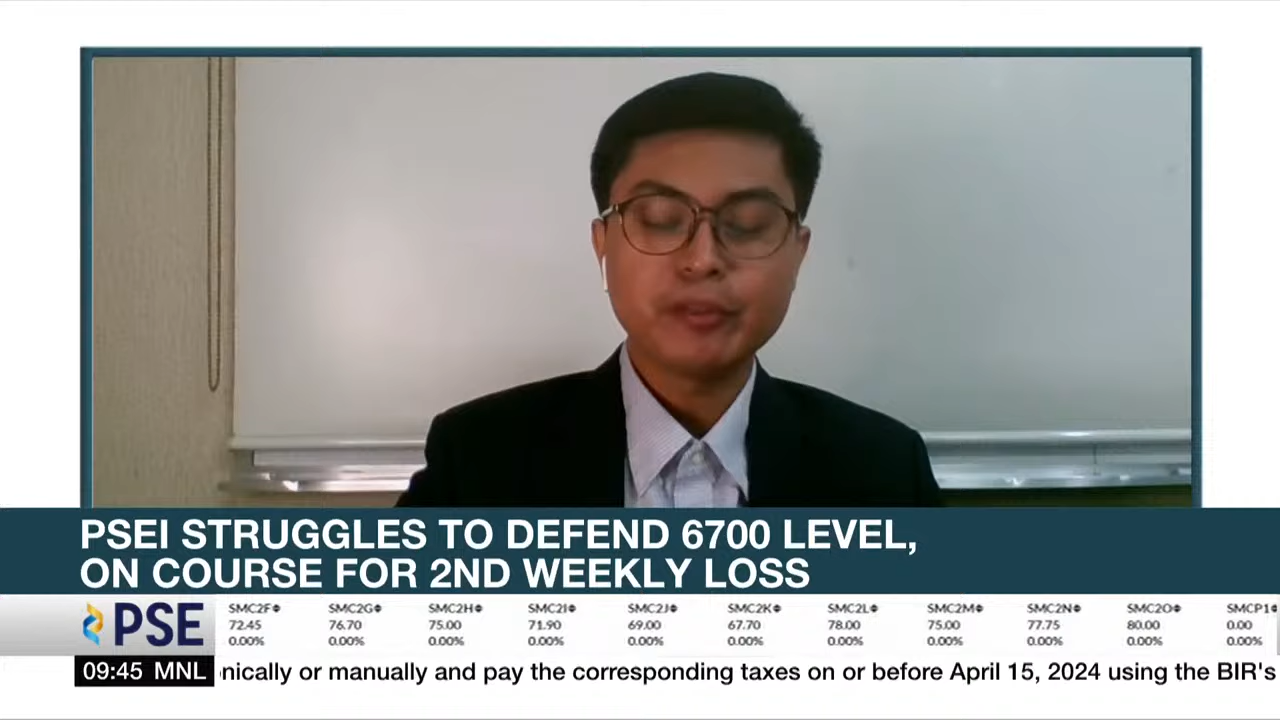 PSEI STRUGGLES TO DEFEND 6700 LEVEL,
ON COURSE FOR 2ND WEEKLY LOSS
PSE
SMC2F SMC2G SMC2H SMC2I SMC2J SMC2K SMC2L SMC2M SMC2N SMC2O SMCP1
72.45 76.70 75.00 71.90 69.00 67.70 78.00 75.00 77.75 80.00 0.00
0.00% 0.00% 0.00% 0.00% 0.00% 0.00% 0.00% 0.00% 0.00% 0.00% 0.00%
09:45 MNL nically or manually and pay the corresponding taxes on or before April 15, 2024 using the BIR's